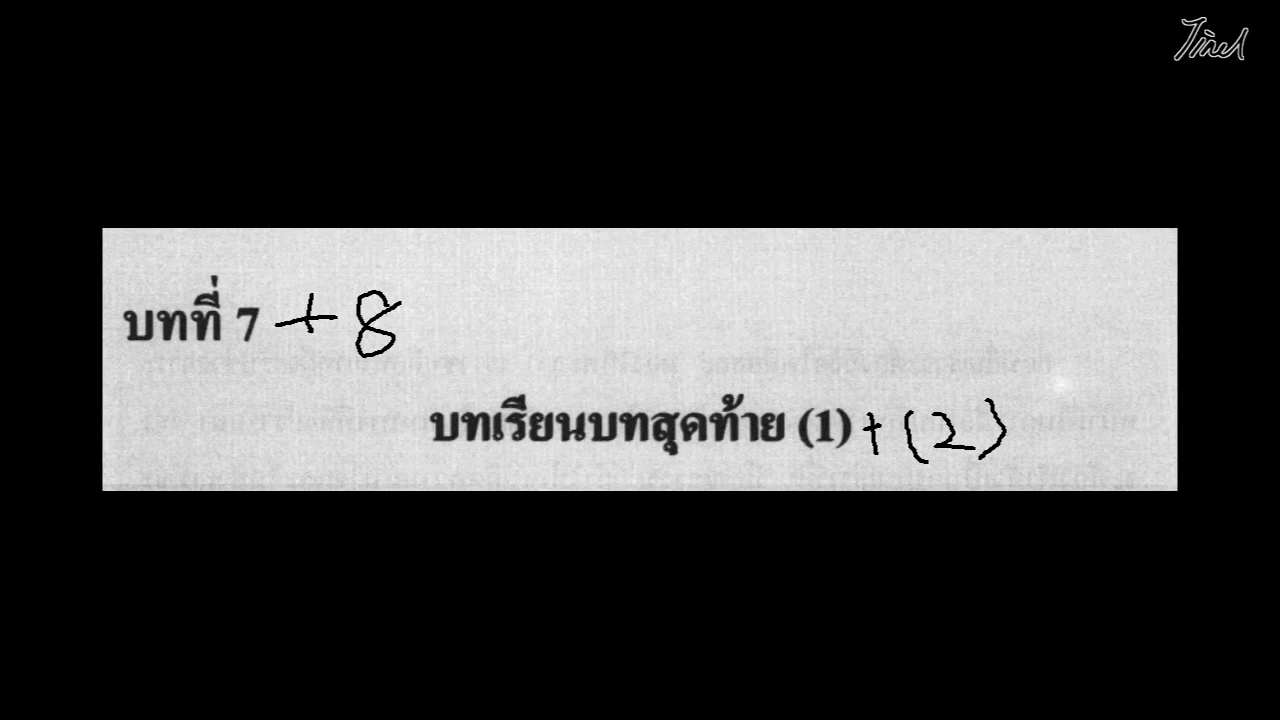 บทที่ 7 + 8
บทเรียนบทสุดท้าย (1) + (2)